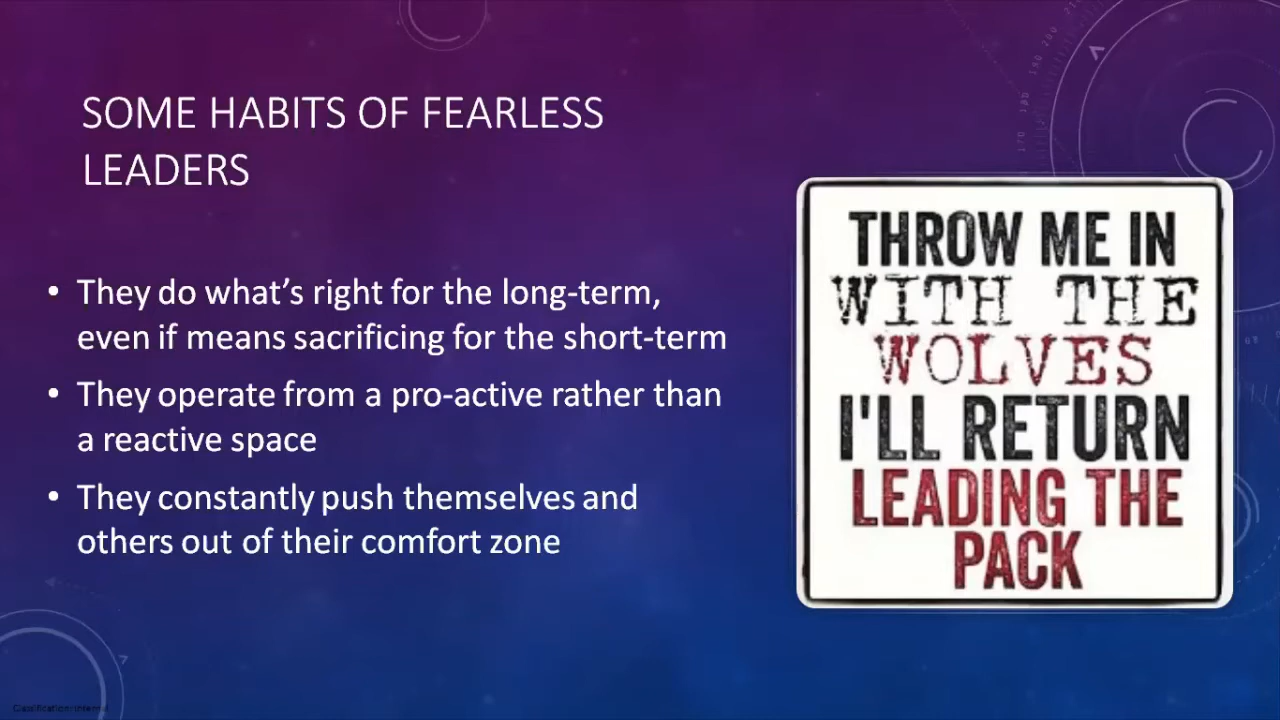 SOME HABITS OF FEARLESS
LEADERS
• They do what's right for the long-term,
even if means sacrificing for the short-term
• They operate from a pro-active rather than
a reactive space
• They constantly push themselves and
others out of their comfort zone
THROW ME IN
WITH THE
WOLVES
I'LL RETURN
LEADING THE
PACK